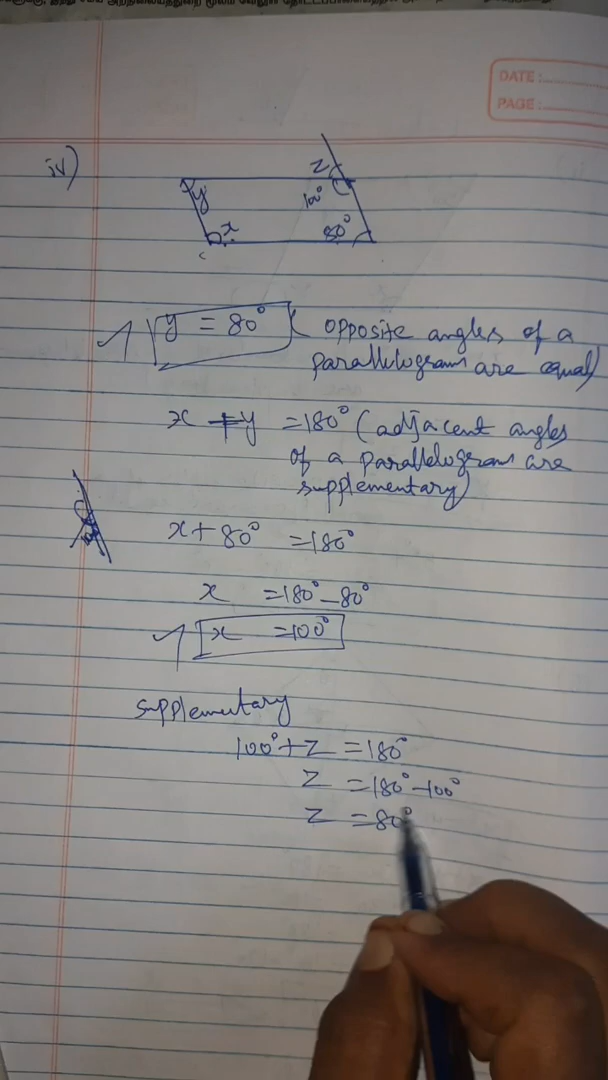 DATE :
PAGE :
iv)
z
y
100°
x
80°
y = 80° ( opposite angles of a
parallelogram are equal)
x + y = 180° (adjacent angles
of a parallelogram are
supplementary)
x + 80° = 180°
x = 180° - 80°
x = 100°
supplementary
100° + z = 180°
z = 180° - 100°
z = 80°